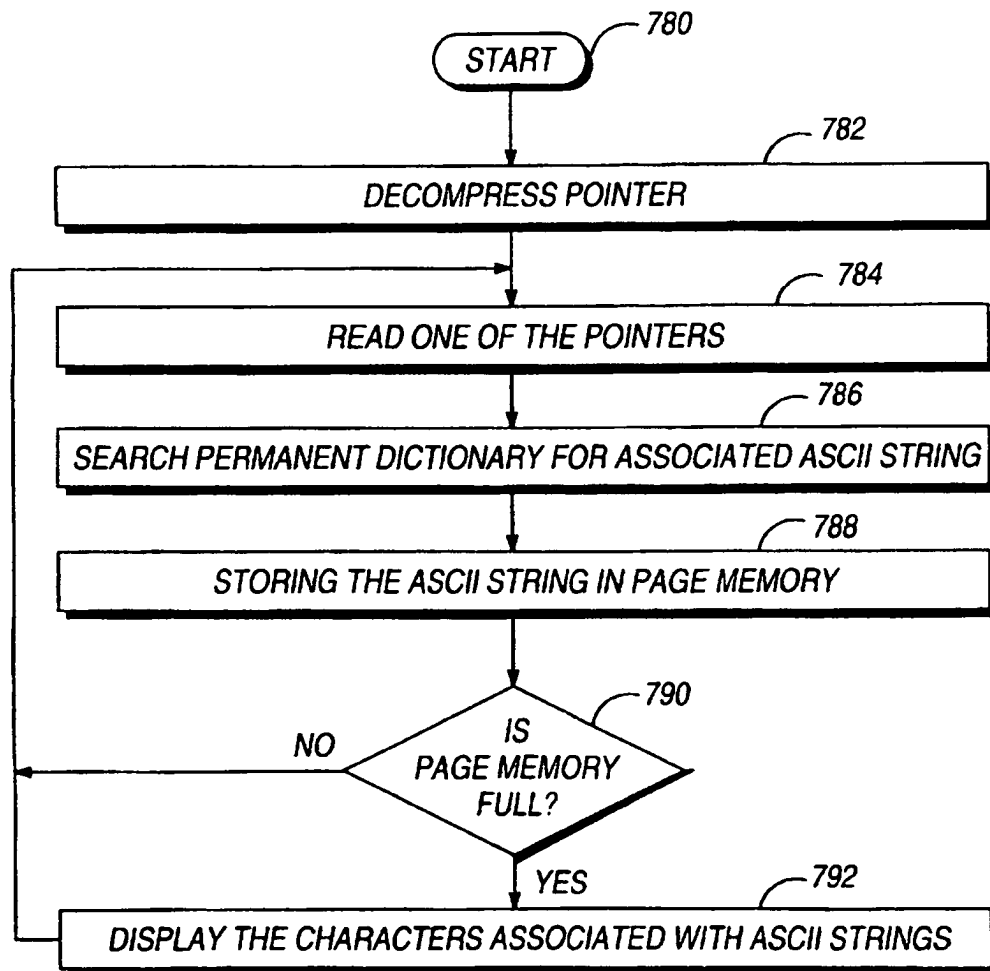 780
START
782
DECOMPRESS POINTER
784
READ ONE OF THE POINTERS
786
SEARCH PERMANENT DICTIONARY FOR ASSOCIATED ASCII STRING
788
STORING THE ASCII STRING IN PAGE MEMORY
790
IS
NO
PAGE MEMORY
FULL?
YES
792
DISPLAY THE CHARACTERS ASSOCIATED WITH ASCII STRINGS